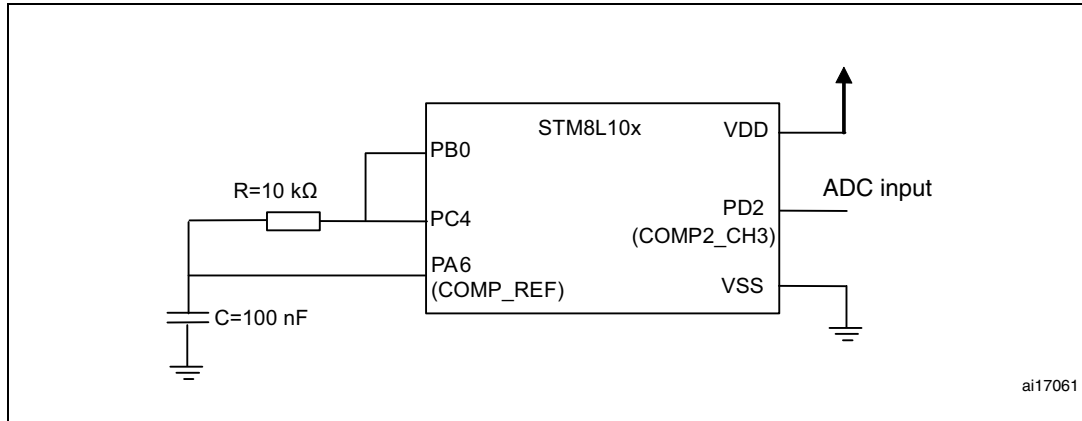 STM8L10x
VDD
PB0
R=10 kΩ
ADC input
PC4
PD2
(COMP2_CH3)
PA6
(COMP_REF)
VSS
C=100 nF
ai17061